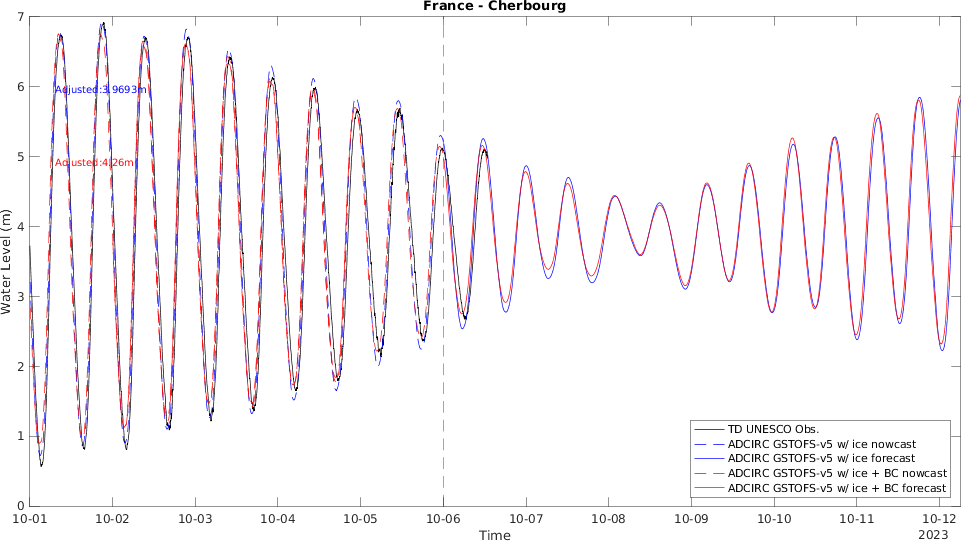 France - Cherbourg
7
6
5
4
3
2
1
0
Water Level (m)
Adjusted:3.9693m
Adjusted:4.26m
TD UNESCO Obs.
ADCIRC GSTOFS-v5 w/ ice nowcast
ADCIRC GSTOFS-v5 w/ ice forecast
ADCIRC GSTOFS-v5 w/ ice + BC nowcast
ADCIRC GSTOFS-v5 w/ ice + BC forecast
10-01 10-02 10-03 10-04 10-05 10-06 10-07 10-08 10-09 10-10 10-11 10-12
Time
2023